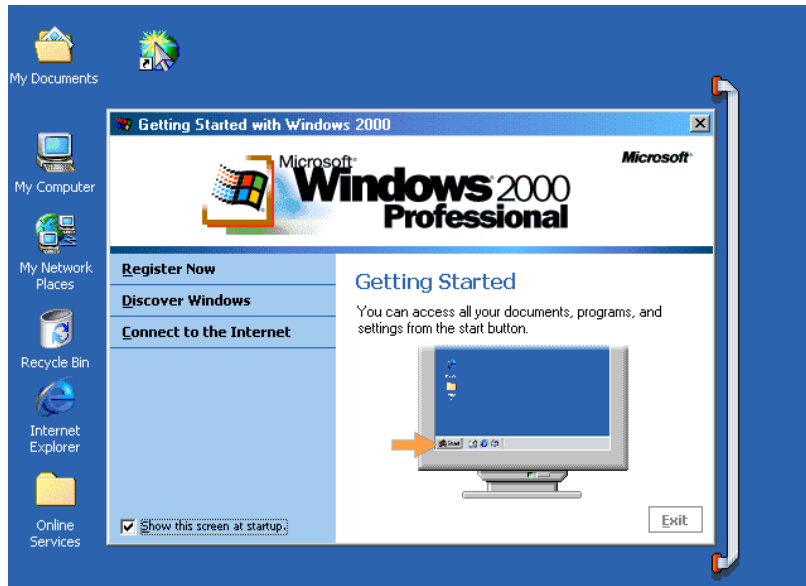 My Documents
My Computer
My Network
Places
Recycle Bin
Internet
Explorer
Online
Services
Getting Started with Windows 2000
Microsoft
Windows 2000
Professional
Microsoft
Register Now
Discover Windows
Connect to the Internet
Show this screen at startup.
Getting Started
You can access all your documents, programs, and
settings from the start button.
Start
Exit